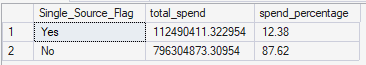 Single_Source_Flag total_spend spend_percentage
1 Yes 112490411.322954 12.38
2 No 796304873.30954 87.62